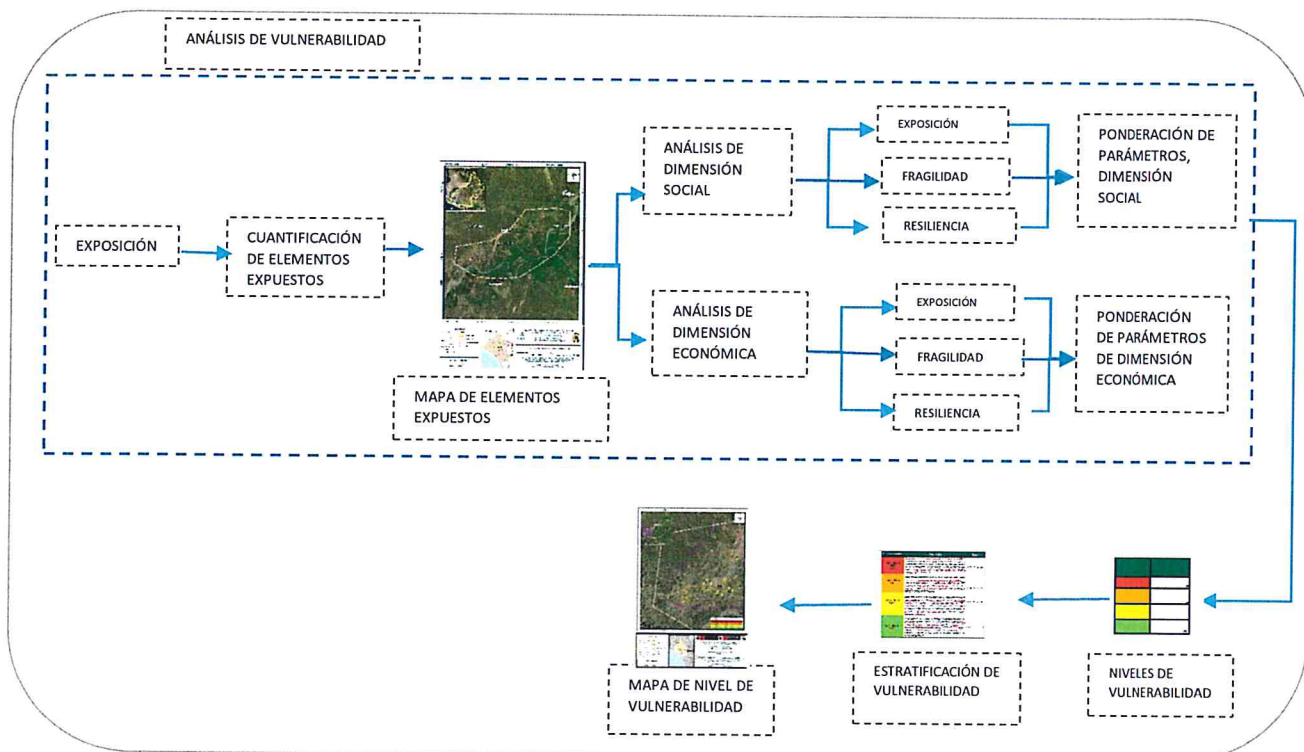 ANÁLISIS DE VULNERABILIDAD
EXPOSICIÓN
CUANTIFICACIÓN
DE ELEMENTOS
EXPUESTOS
MAPA DE ELEMENTOS
EXPUESTOS
ANÁLISIS DE
DIMENSIÓN
SOCIAL
EXPOSICIÓN
FRAGILIDAD
RESILIENCIA
PONDERACIÓN DE
PARÁMETROS,
DIMENSIÓN
SOCIAL
ANÁLISIS DE
DIMENSIÓN
ECONÓMICA
EXPOSICIÓN
FRAGILIDAD
RESILIENCIA
PONDERACIÓN
DE PARÁMETROS
DE DIMENSIÓN
ECONÓMICA
NIVELES DE
VULNERABILIDAD
ESTRATIFICACIÓN DE
VULNERABILIDAD
MAPA DE NIVEL DE
VULNERABILIDAD